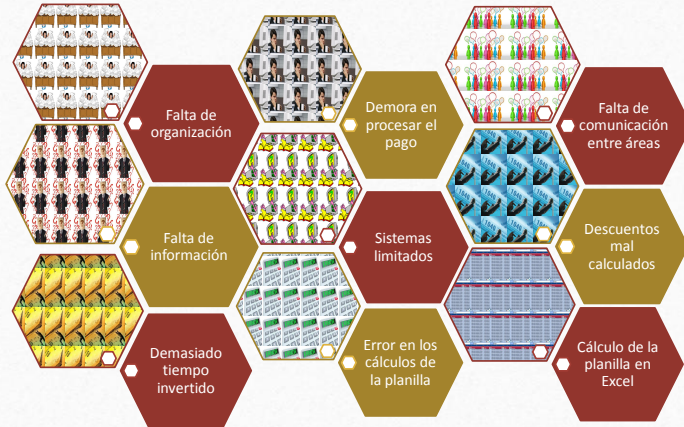 Falta de
organización
Demora en
procesar el
pago
Falta de
comunicación
entre áreas
Falta de
información
Sistemas
limitados
Descuentos
mal
calculados
Demasiado
tiempo
invertido
Error en los
cálculos de
la planilla
Cálculo de la
planilla en
Excel